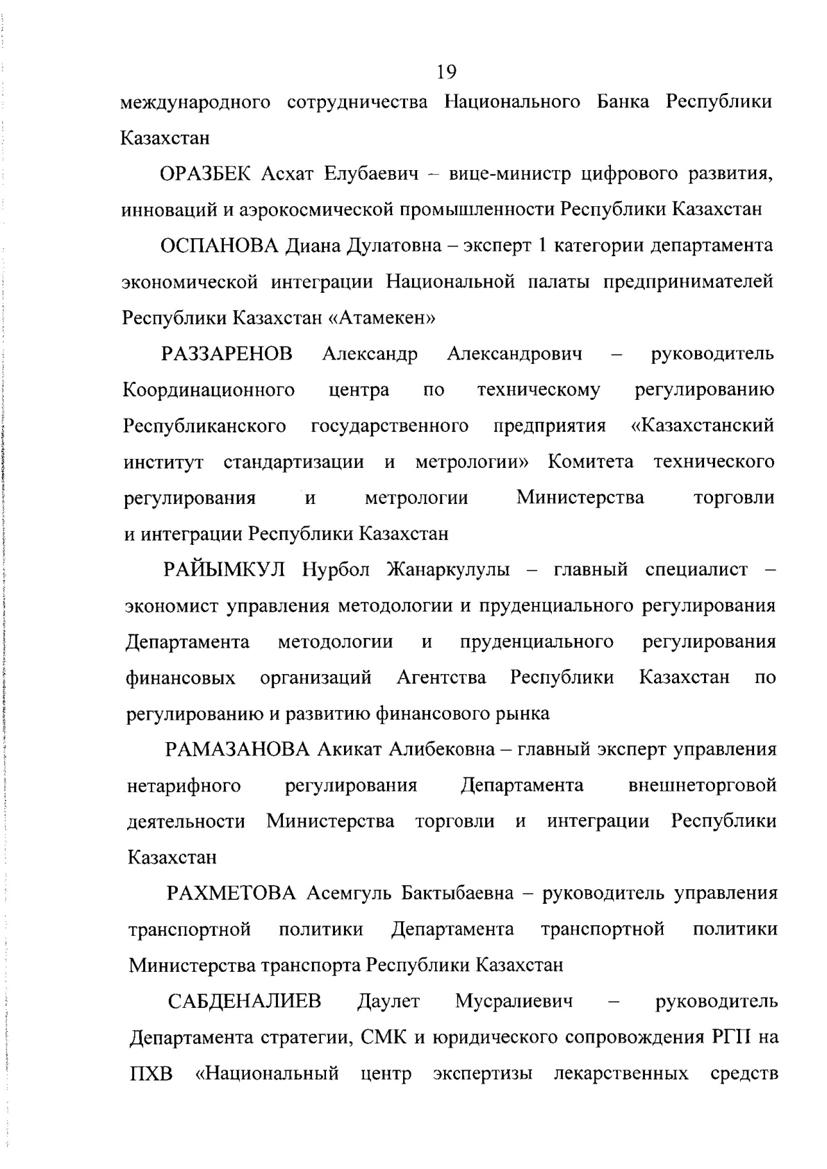 19
международного сотрудничества Национального Банка Республики
Казахстан
ОРАЗБЕК Асхат Елубаевич – вице-министр цифрового развития,
инноваций и аэрокосмической промышленности Республики Казахстан
ОСПАНОВА Диана Дулатовна – эксперт 1 категории департамента
экономической интеграции Национальной палаты предпринимателей
Республики Казахстан «Атамекен»
РАЗЗАРЕНОВ Александр Александрович – руководитель
Координационного центра по техническому регулированию
Республиканского государственного предприятия «Казахстанский
институт стандартизации и метрологии» Комитета технического
регулирования и метрологии Министерства торговли
и интеграции Республики Казахстан
РАЙЫМКУЛ Нурбол Жанаркулулы – главный специалист –
экономист управления методологии и пруденциального регулирования
Департамента методологии и пруденциального регулирования
финансовых организаций Агентства Республики Казахстан по
регулированию и развитию финансового рынка
РАМАЗАНОВА Акикат Алибековна – главный эксперт управления
нетарифного регулирования Департамента внешнеторговой
деятельности Министерства торговли и интеграции Республики
Казахстан
РАХМЕТОВА Асемгуль Бактыбаевна – руководитель управления
транспортной политики Департамента транспортной политики
Министерства транспорта Республики Казахстан
САБДЕНАЛИЕВ Даулет Мусралиевич – руководитель
Департамента стратегии, СМК и юридического сопровождения РГП на
ПХВ «Национальный центр экспертизы лекарственных средств